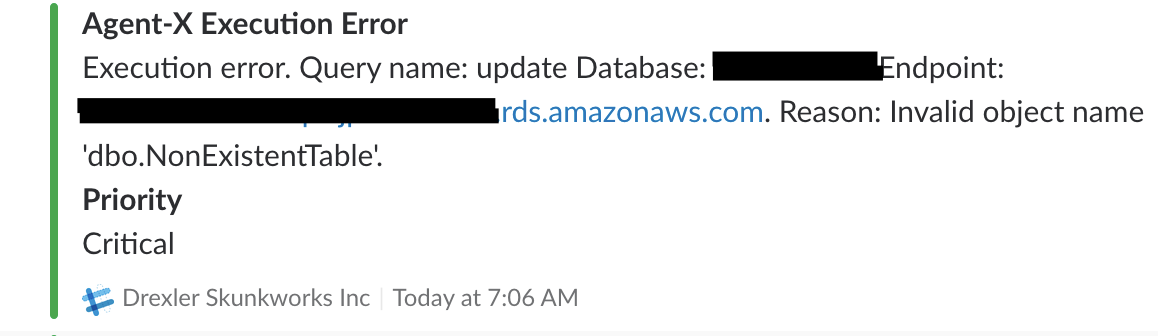 Agent-X Execution Error
Execution error. Query name: update Database: Endpoint:
.rds.amazonaws.com. Reason: Invalid object name
'dbo.NonExistentTable'.
Priority
Critical
Drexler Skunkworks Inc | Today at 7:06 AM